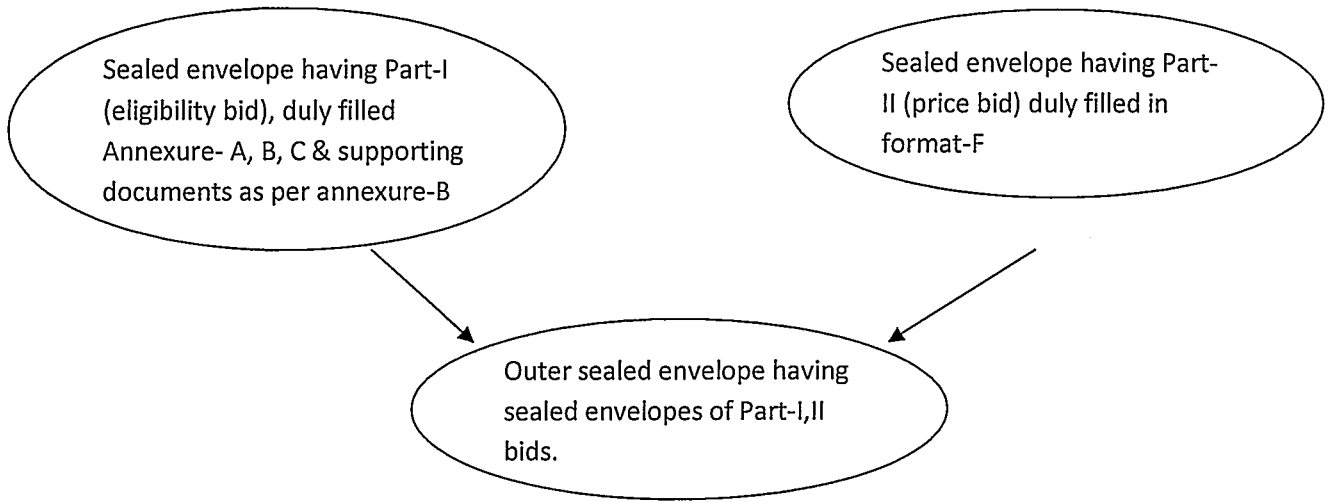 Sealed envelope having Part-I
(eligibility bid), duly filled
Annexure- A, B, C & supporting
documents as per annexure-B
Sealed envelope having Part-
II (price bid) duly filled in
format-F
Outer sealed envelope having
sealed envelopes of Part-I,II
bids.